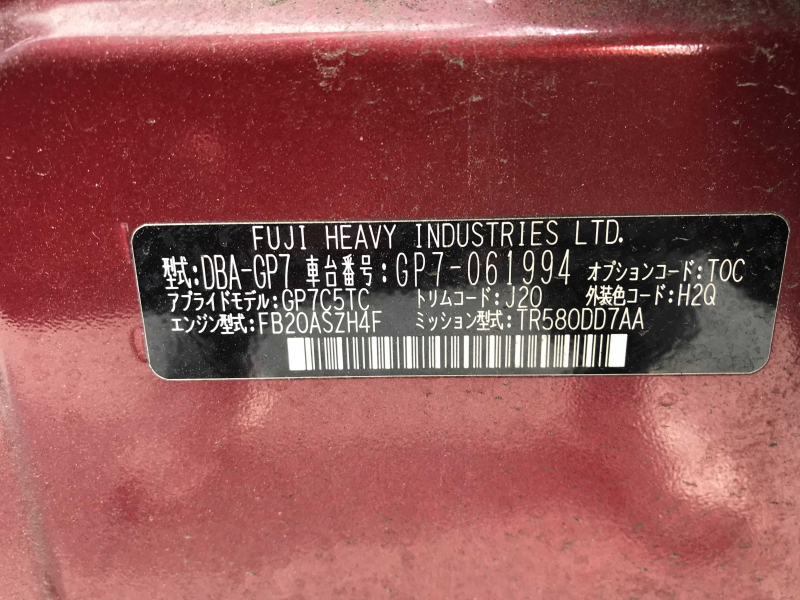 FUJI HEAVY INDUSTRIES LTD.
型式:DBA-GP7 車台番号:GP7-061994 オプションコード:TOC
アプライドモデル:GP7C5TC トリムコード:J20 外装色コード:H2Q
エンジン型式:FB20ASZH4F ミッション型式:TR580DD7AA